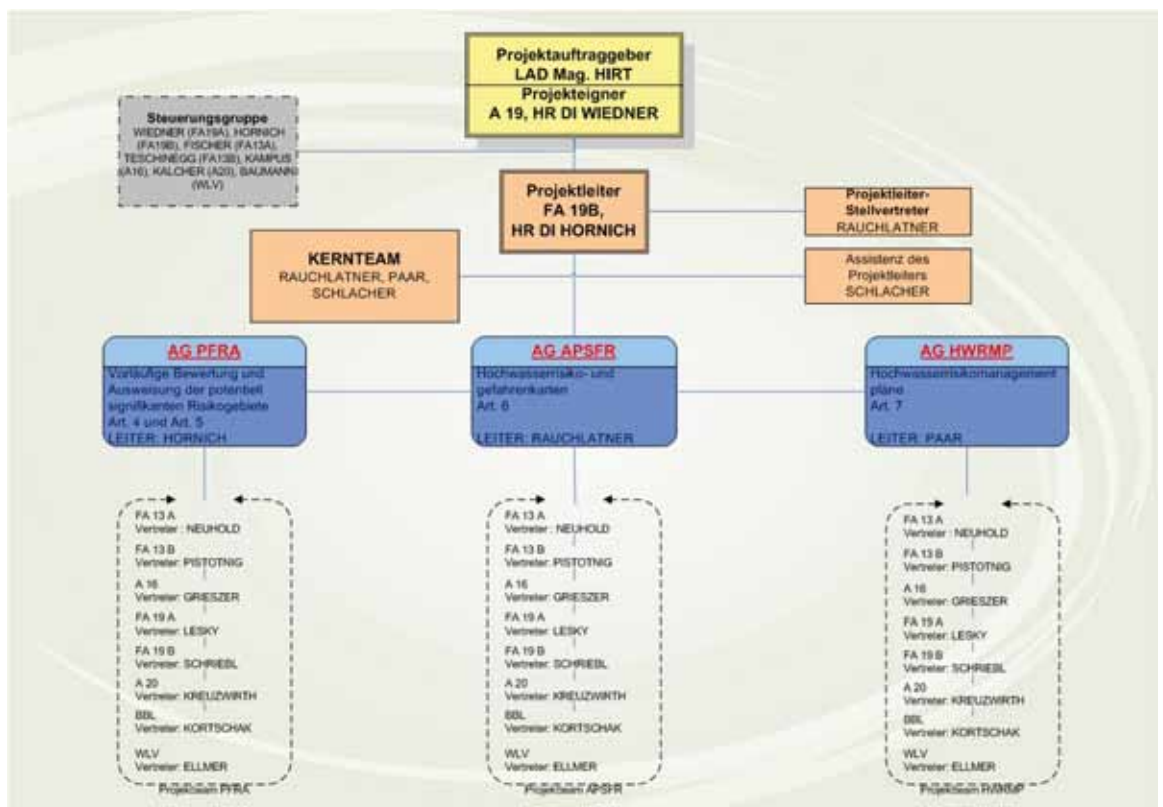 Projektauftraggeber
LAD Mag. HIRT
Projekteigner
A 19, HR DI WIEDNER
Steuerungsgruppe
WIEDNER (FA19A), HORNICH
(FA19B), FISCHER (FA13A),
TESCHINEGG (FA13B), KAMPUS
(A16), KALCHER (A20), BAUMANN
(WLV)
Projektleiter
FA 19B,
HR DI HORNICH
Projektleiter-
Stellvertreter
RAUCHLATNER
KERNTEAM
RAUCHLATNER, PAAR,
SCHLACHER
Assistenz des
Projektleiters
SCHLACHER
AG PFRA
Vorläufige Bewertung und
Ausweisung der potentiell
signifikanten Risikogebiete
Art. 4 und Art. 5
LEITER: HORNICH
AG APSFR
Hochwasserrisiko- und
gefahrenkarten
Art. 6
LEITER: RAUCHLATNER
AG HWRMP
Hochwasserrisikomanagement
pläne
Art. 7
LEITER: PAAR
FA 13 A
Vertreter : NEUHOLD
FA 13 B
Vertreter: PISTOTNIG
A 16
Vertreter: GRIESZER
FA 19 A
Vertreter: LESKY
FA 19 B
Vertreter: SCHRIEBL
A 20
Vertreter: KREUZWIRTH
BBL
Vertreter: KORTSCHAK
WLV
Vertreter: ELLMER
Projektteam PFRA
FA 13 A
Vertreter : NEUHOLD
FA 13 B
Vertreter: PISTOTNIG
A 16
Vertreter: GRIESZER
FA 19 A
Vertreter: LESKY
FA 19 B
Vertreter: SCHRIEBL
A 20
Vertreter: KREUZWIRTH
BBL
Vertreter: KORTSCHAK
WLV
Vertreter: ELLMER
Projektteam APSFR
FA 13 A
Vertreter : NEUHOLD
FA 13 B
Vertreter: PISTOTNIG
A 16
Vertreter: GRIESZER
FA 19 A
Vertreter: LESKY
FA 19 B
Vertreter: SCHRIEBL
A 20
Vertreter: KREUZWIRTH
BBL
Vertreter: KORTSCHAK
WLV
Vertreter: ELLMER
Projektteam HWRMP